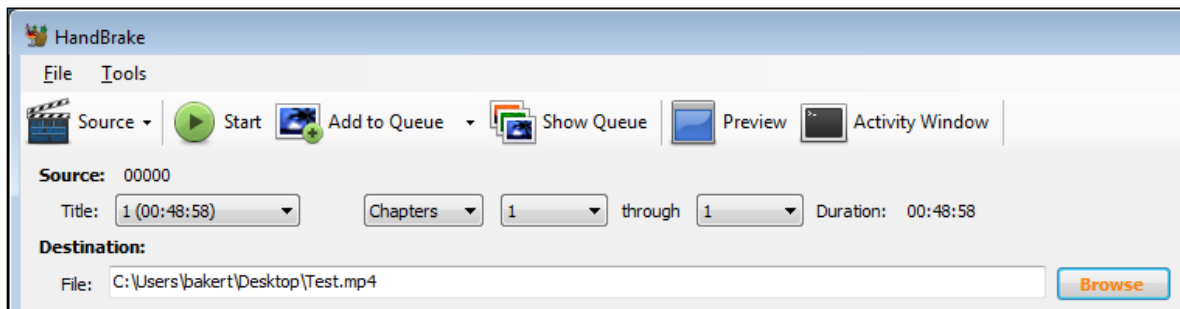 HandBrake
File Tools
Source Start Add to Queue Show Queue Preview Activity Window
Source: 00000
Title: 1 (00:48:58) Chapters 1 through 1 Duration: 00:48:58
Destination:
File: C:\Users\bakert\Desktop\Test.mp4 Browse